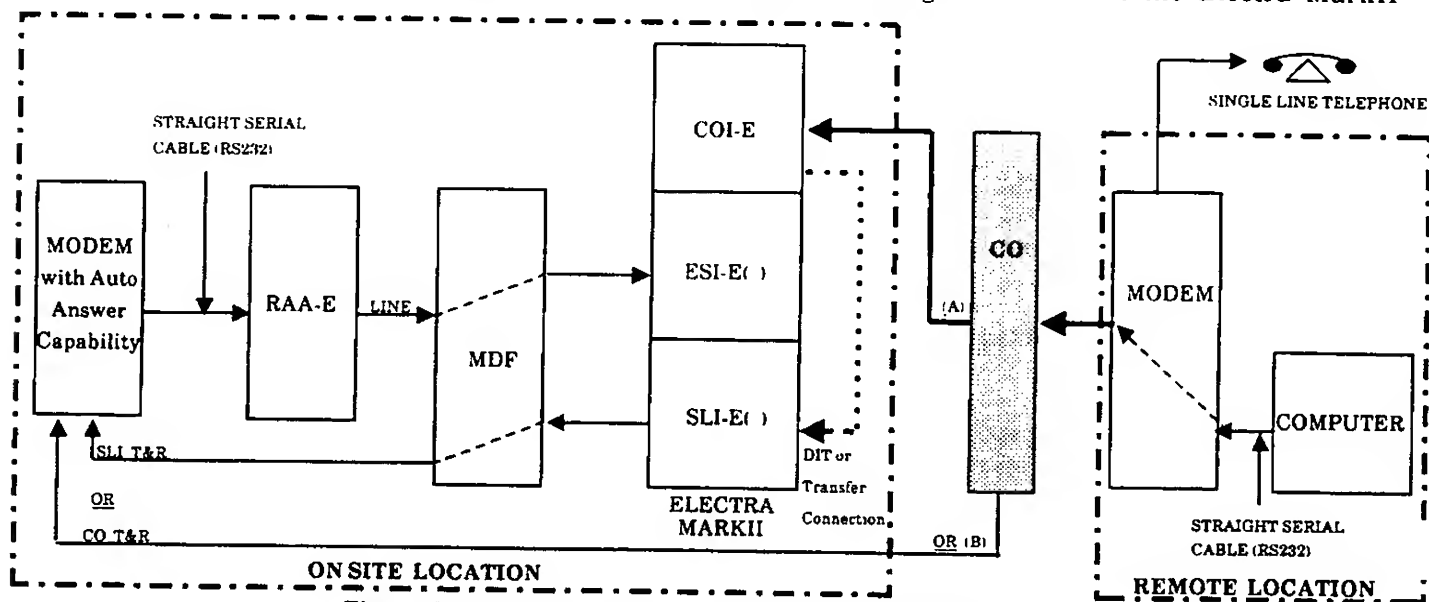 MarkII
SINGLE LINE TELEPHONE
STRAIGHT SERIAL
CABLE (RS232)
COI-E
MODEM
with Auto
Answer
Capability
RAA-E
LINE
MDF
ESI-E( )
SLI-E( )
ELECTRA
MARKII
DIT or
Transfer
Connection
SLI T&R
OR
CO T&R
ON SITE LOCATION
(A)
CO
OR (B)
MODEM
COMPUTER
STRAIGHT SERIAL
CABLE (RS232)
REMOTE LOCATION